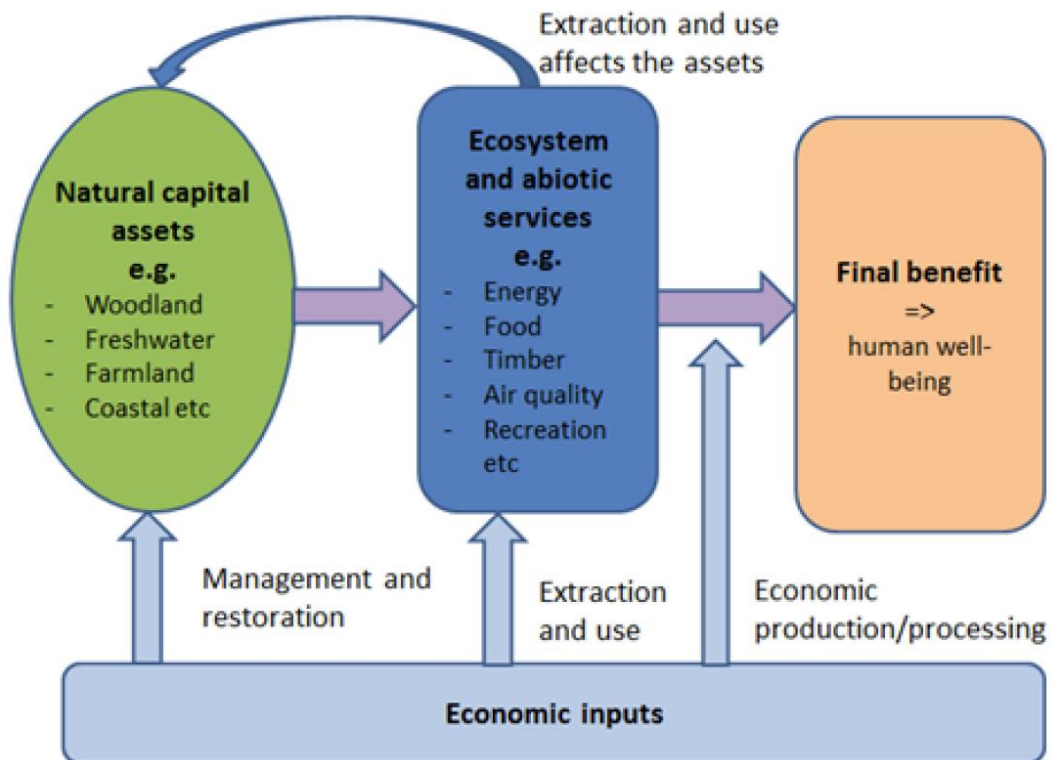 Extraction and use
affects the assets
Natural capital
assets
e.g.
- Woodland
- Freshwater
- Farmland
- Coastal etc
Ecosystem
and abiotic
services
e.g.
- Energy
- Food
- Timber
- Air quality
- Recreation
etc
Final benefit
=>
human well-
being
Management and
restoration
Extraction
and use
Economic
production/processing
Economic inputs